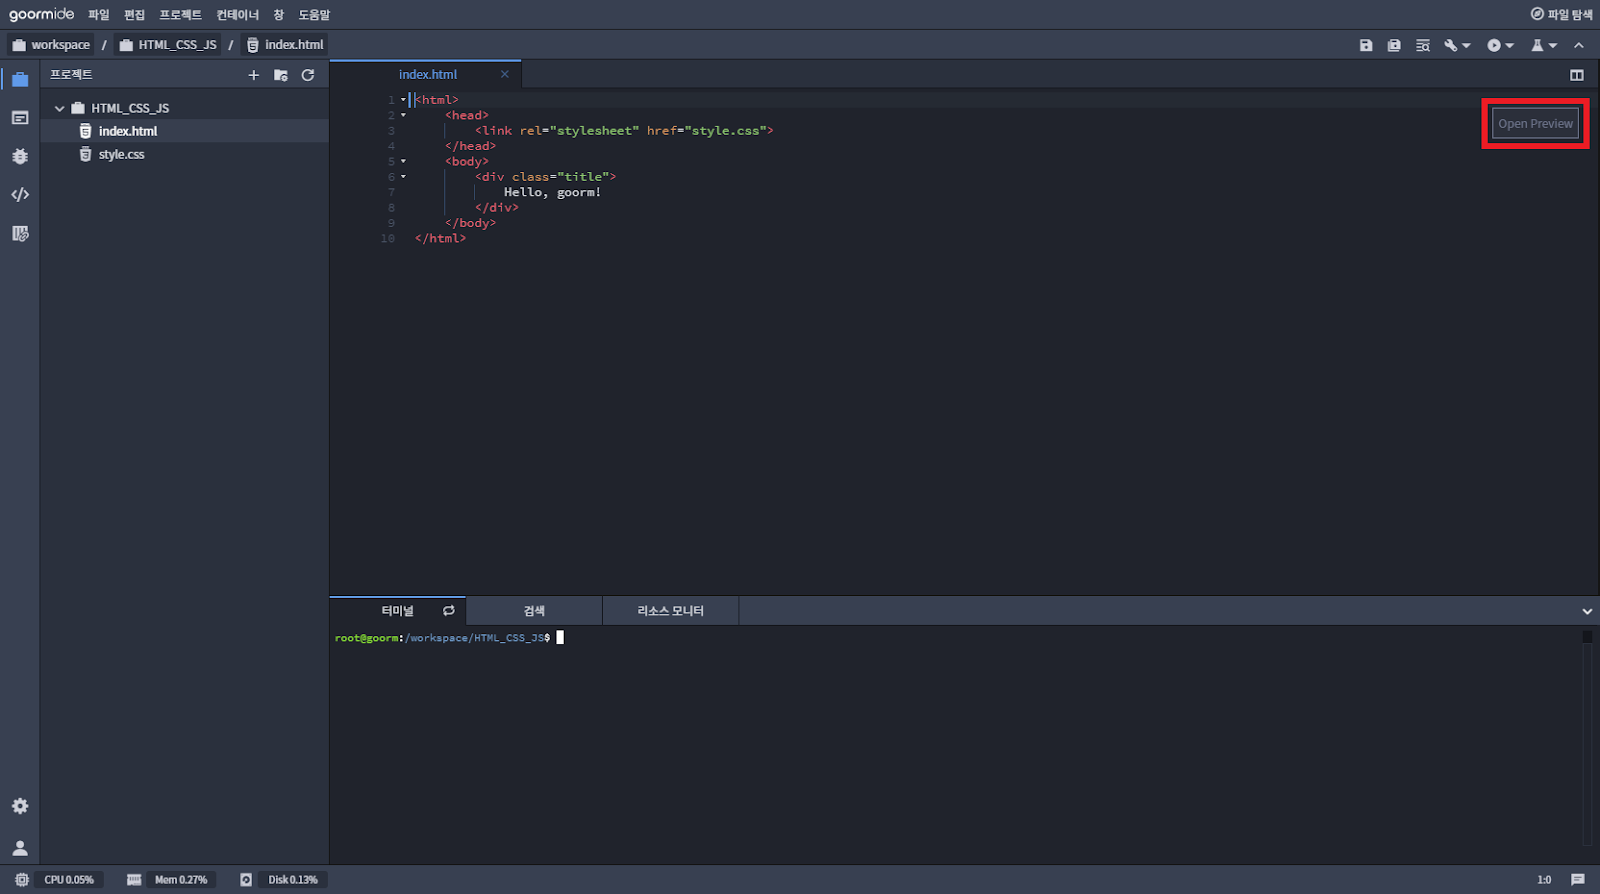 goormide 파일 편집 프로젝트 컨테이너 창 도움말 파일 탐색
workspace / HTML_CSS_JS / index.html
프로젝트
HTML_CSS_JS
index.html
style.css
index.html ×
1 <html>
2 <head>
3 <link rel="stylesheet" href="style.css">
4 </head>
5 <body>
6 <div class="title">
7 Hello, goorm!
8 </div>
9 </body>
10 </html>
Open Preview
터미널 검색 리소스 모니터
root@goorm:/workspace/HTML_CSS_JS$
CPU 0.05% Mem 0.27% Disk 0.13% 1:0